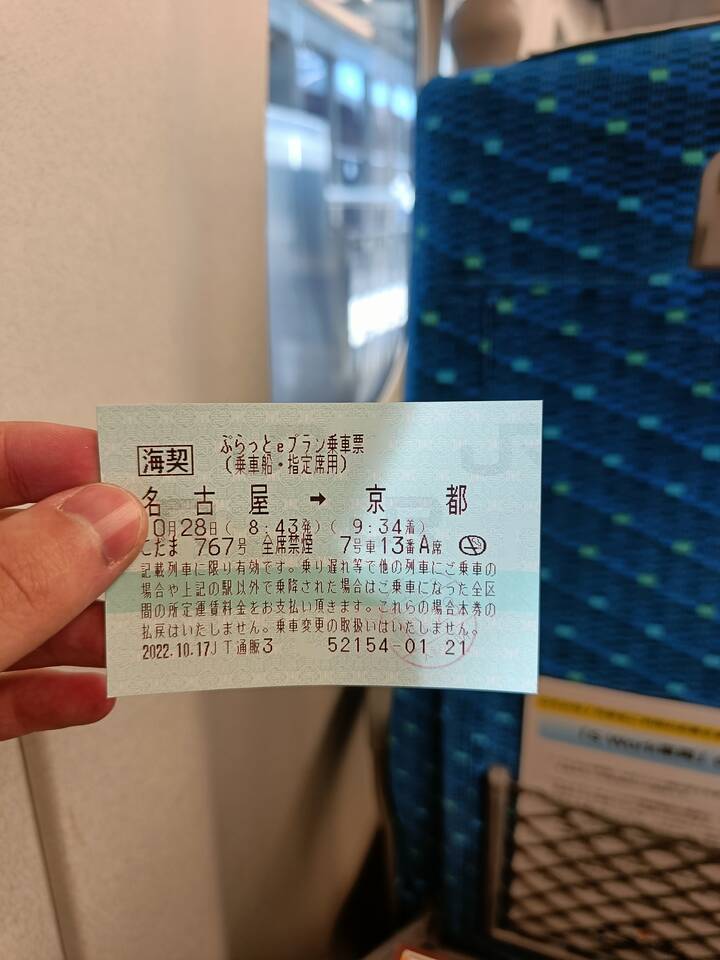 海契
ぷらっとeプラン乗車票
(乗車船・指定席用)
名古屋 → 京都
0月28日( 8:43発)( 9:34着)
こだま 767号 全席禁煙 7号車13番A席
記載列車に限り有効です。乗り遅れ等で他の列車にご乗車の
場合や上記の駅以外で乗降された場合はご乗車になった全区
間の所定運賃料金をお支払い頂きます。これらの場合本券の
払戻はいたしません。乗車変更の取扱いはいたしません。
2022.10.17JT通販3 52154-01 21